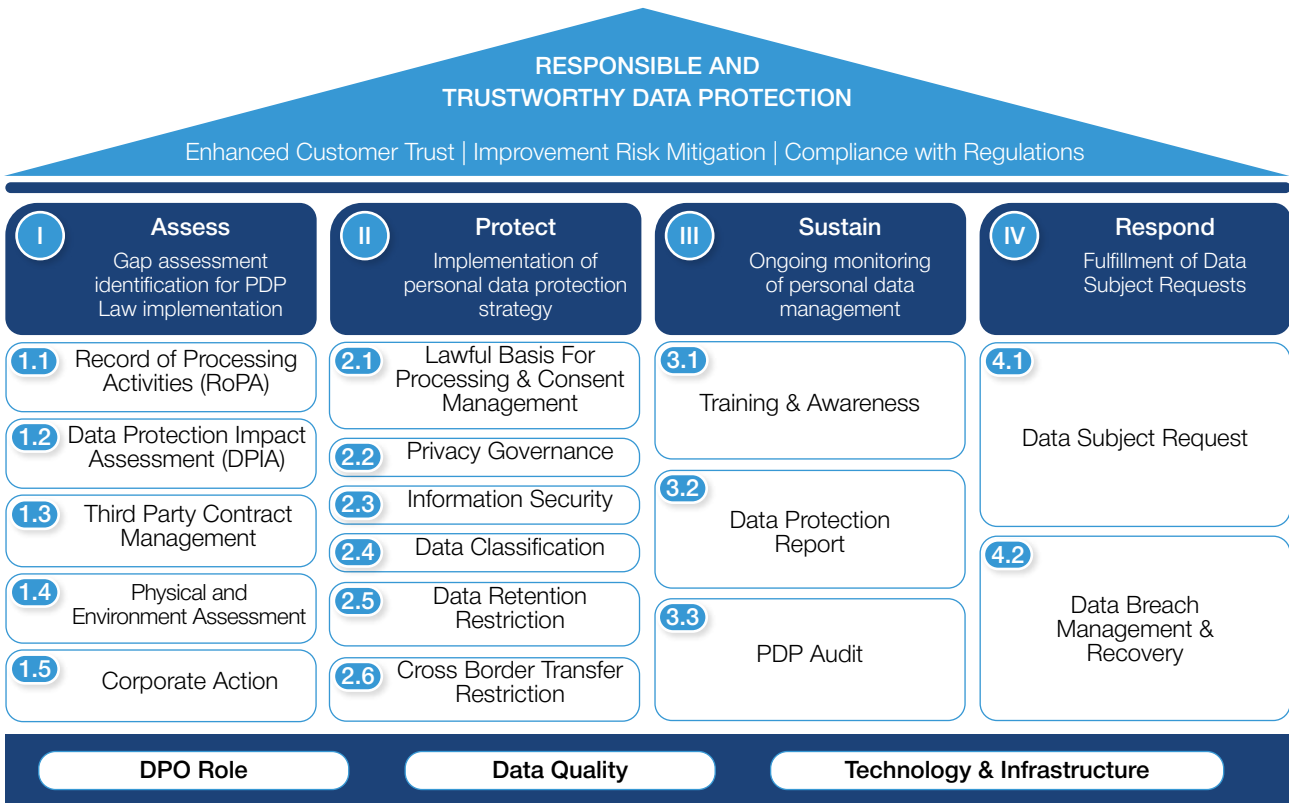 RESPONSIBLE AND
TRUSTWORTHY DATA PROTECTION
Enhanced Customer Trust | Improvement Risk Mitigation | Compliance with Regulations
I
Assess
Gap assessment
identification for PDP
Law implementation
1.1
Record of Processing
Activities (RoPA)
1.2
Data Protection Impact
Assessment (DPIA)
1.3
Third Party Contract
Management
1.4
Physical and
Environment Assessment
1.5
Corporate Action
II
Protect
Implementation of
personal data protection
strategy
2.1
Lawful Basis For
Processing & Consent
Management
2.2
Privacy Governance
2.3
Information Security
2.4
Data Classification
2.5
Data Retention
Restriction
2.6
Cross Border Transfer
Restriction
III
Sustain
Ongoing monitoring
of personal data
management
3.1
Training & Awareness
3.2
Data Protection
Report
3.3
PDP Audit
IV
Respond
Fulfillment of Data
Subject Requests
4.1
Data Subject Request
4.2
Data Breach
Management &
Recovery
DPO Role
Data Quality
Technology & Infrastructure